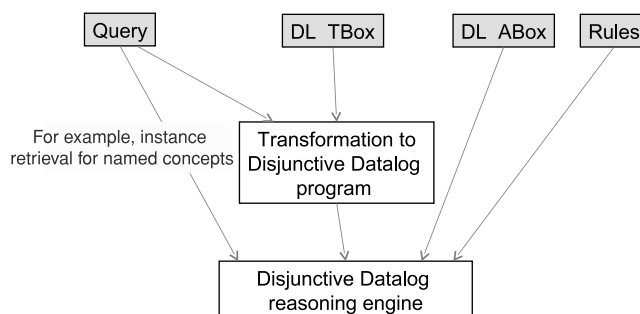 Query
DL TBox
DL ABox
Rules
For example, instance
retrieval for named concepts
Transformation to
Disjunctive Datalog
program
Disjunctive Datalog
reasoning engine